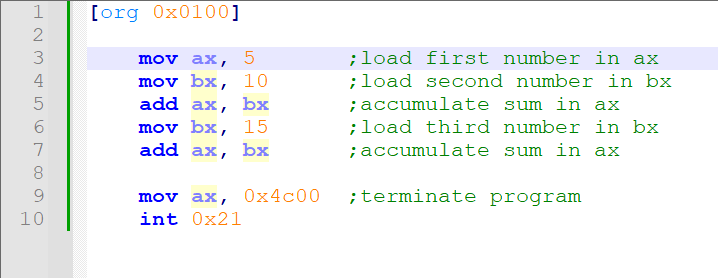 1 [org 0x0100]
2
3 mov ax, 5 ;load first number in ax
4 mov bx, 10 ;load second number in bx
5 add ax, bx ;accumulate sum in ax
6 mov bx, 15 ;load third number in bx
7 add ax, bx ;accumulate sum in ax
8
9 mov ax, 0x4c00 ;terminate program
10 int 0x21